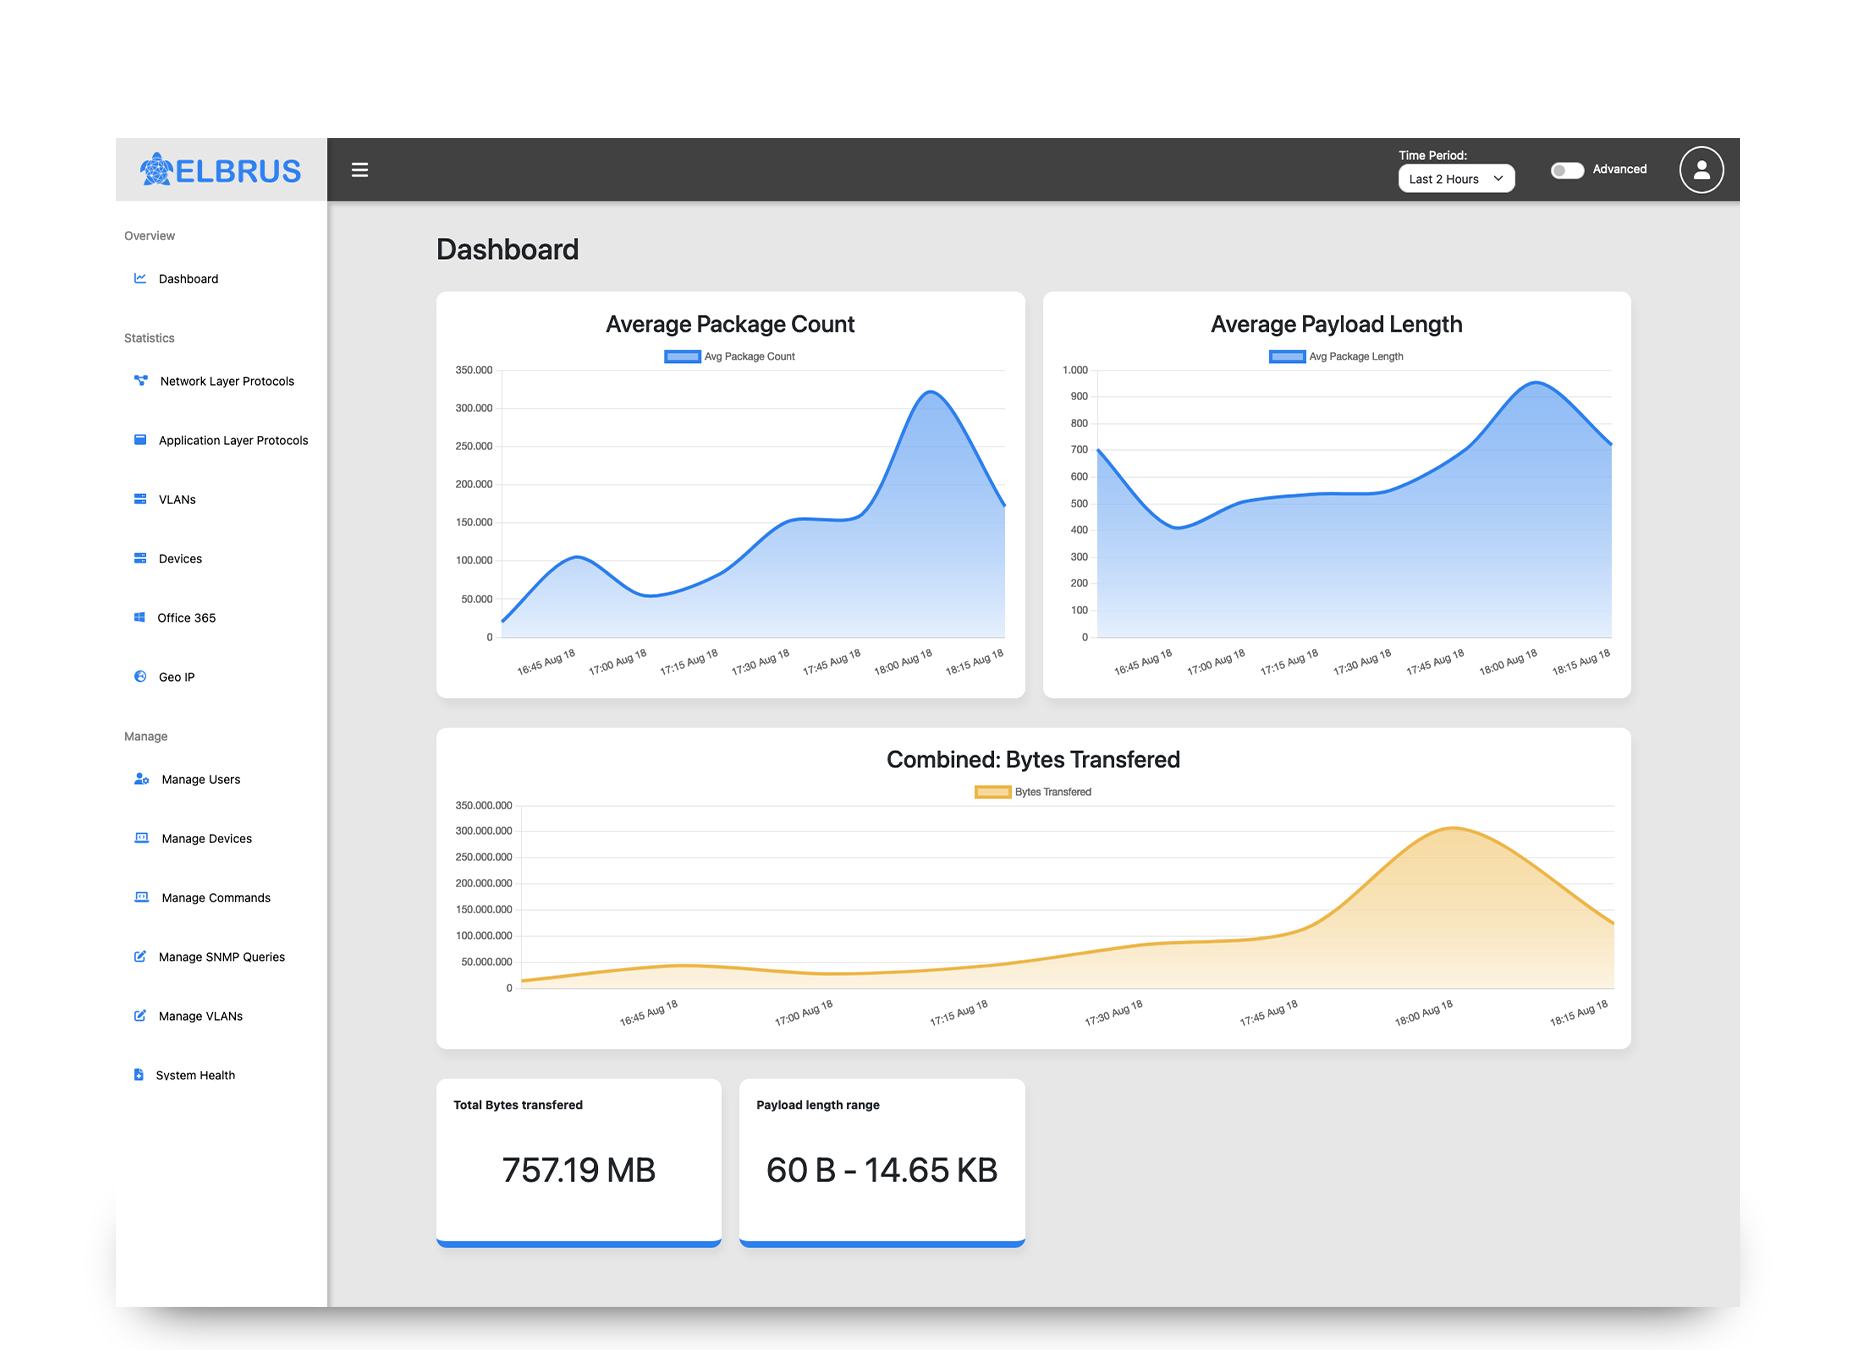 ELBRUS
Time Period:
Last 2 Hours
Advanced
Overview
Dashboard
Statistics
Network Layer Protocols
Application Layer Protocols
VLANs
Devices
Office 365
Geo IP
Manage
Manage Users
Manage Devices
Manage Commands
Manage SNMP Queries
Manage VLANs
System Health
Dashboard
Average Package Count
Avg Package Count
350.000
300.000
250.000
200.000
150.000
100.000
50.000
0
16:45 Aug 18
17:00 Aug 18
17:15 Aug 18
17:30 Aug 18
17:45 Aug 18
18:00 Aug 18
18:15 Aug 18
Average Payload Length
Avg Package Length
1.000
900
800
700
600
500
400
300
200
100
0
16:45 Aug 18
17:00 Aug 18
17:15 Aug 18
17:30 Aug 18
17:45 Aug 18
18:00 Aug 18
18:15 Aug 18
Combined: Bytes Transfered
Bytes Transfered
350.000.000
300.000.000
250.000.000
200.000.000
150.000.000
100.000.000
50.000.000
0
16:45 Aug 18
17:00 Aug 18
17:15 Aug 18
17:30 Aug 18
17:45 Aug 18
18:00 Aug 18
18:15 Aug 18
Total Bytes transfered
757.19 MB
Payload length range
60 B - 14.65 KB